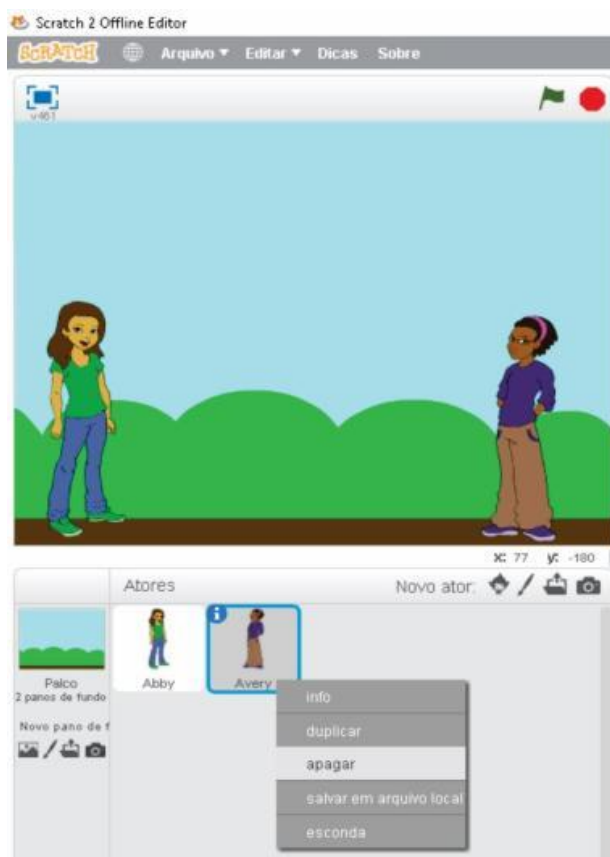 Scratch 2 Offline Editor
SCRATCH Arquivo Editar Dicas Sobre
v461
x: 77 y: -180
Atores Novo ator:
Palco
2 panos de fundo
Novo pano de f
Abby
Avery
info
duplicar
apagar
salvar em arquivo local
esconda